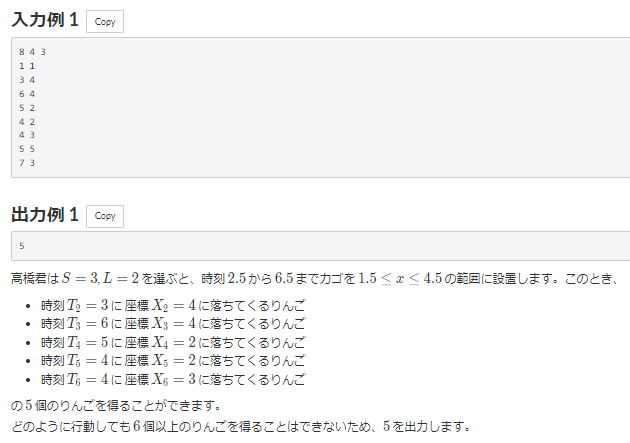 入力例 1 Copy
8 4 3
1 1
3 4
6 4
5 2
4 2
4 3
5 5
7 3
出力例 1 Copy
5
高橋君は S = 3, L = 2 を選ぶと、時刻 2.5 から 6.5 までカゴを 1.5 ≤ x ≤ 4.5 の範囲に設置します。このとき、
• 時刻 T₂ = 3 に 座標 X₂ = 4 に落ちてくるりんご
• 時刻 T₃ = 6 に 座標 X₃ = 4 に落ちてくるりんご
• 時刻 T₄ = 5 に 座標 X₄ = 2 に落ちてくるりんご
• 時刻 T₅ = 4 に 座標 X₅ = 2 に落ちてくるりんご
• 時刻 T₆ = 4 に 座標 X₆ = 3 に落ちてくるりんご
の 5 個のりんごを得ることができます。
どのように行動しても 6 個以上のりんごを得ることはできないため、5 を出力します。